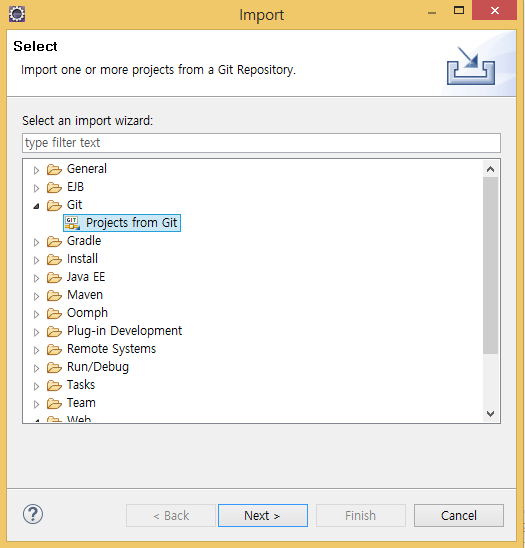 Import
Select
Import one or more projects from a Git Repository.
Select an import wizard:
type filter text
General
EJB
Git
GIT
Projects from Git
Gradle
Install
Java EE
Maven
Oomph
Plug-in Development
Remote Systems
Run/Debug
Tasks
Team
Web
?
< Back
Next >
Finish
Cancel